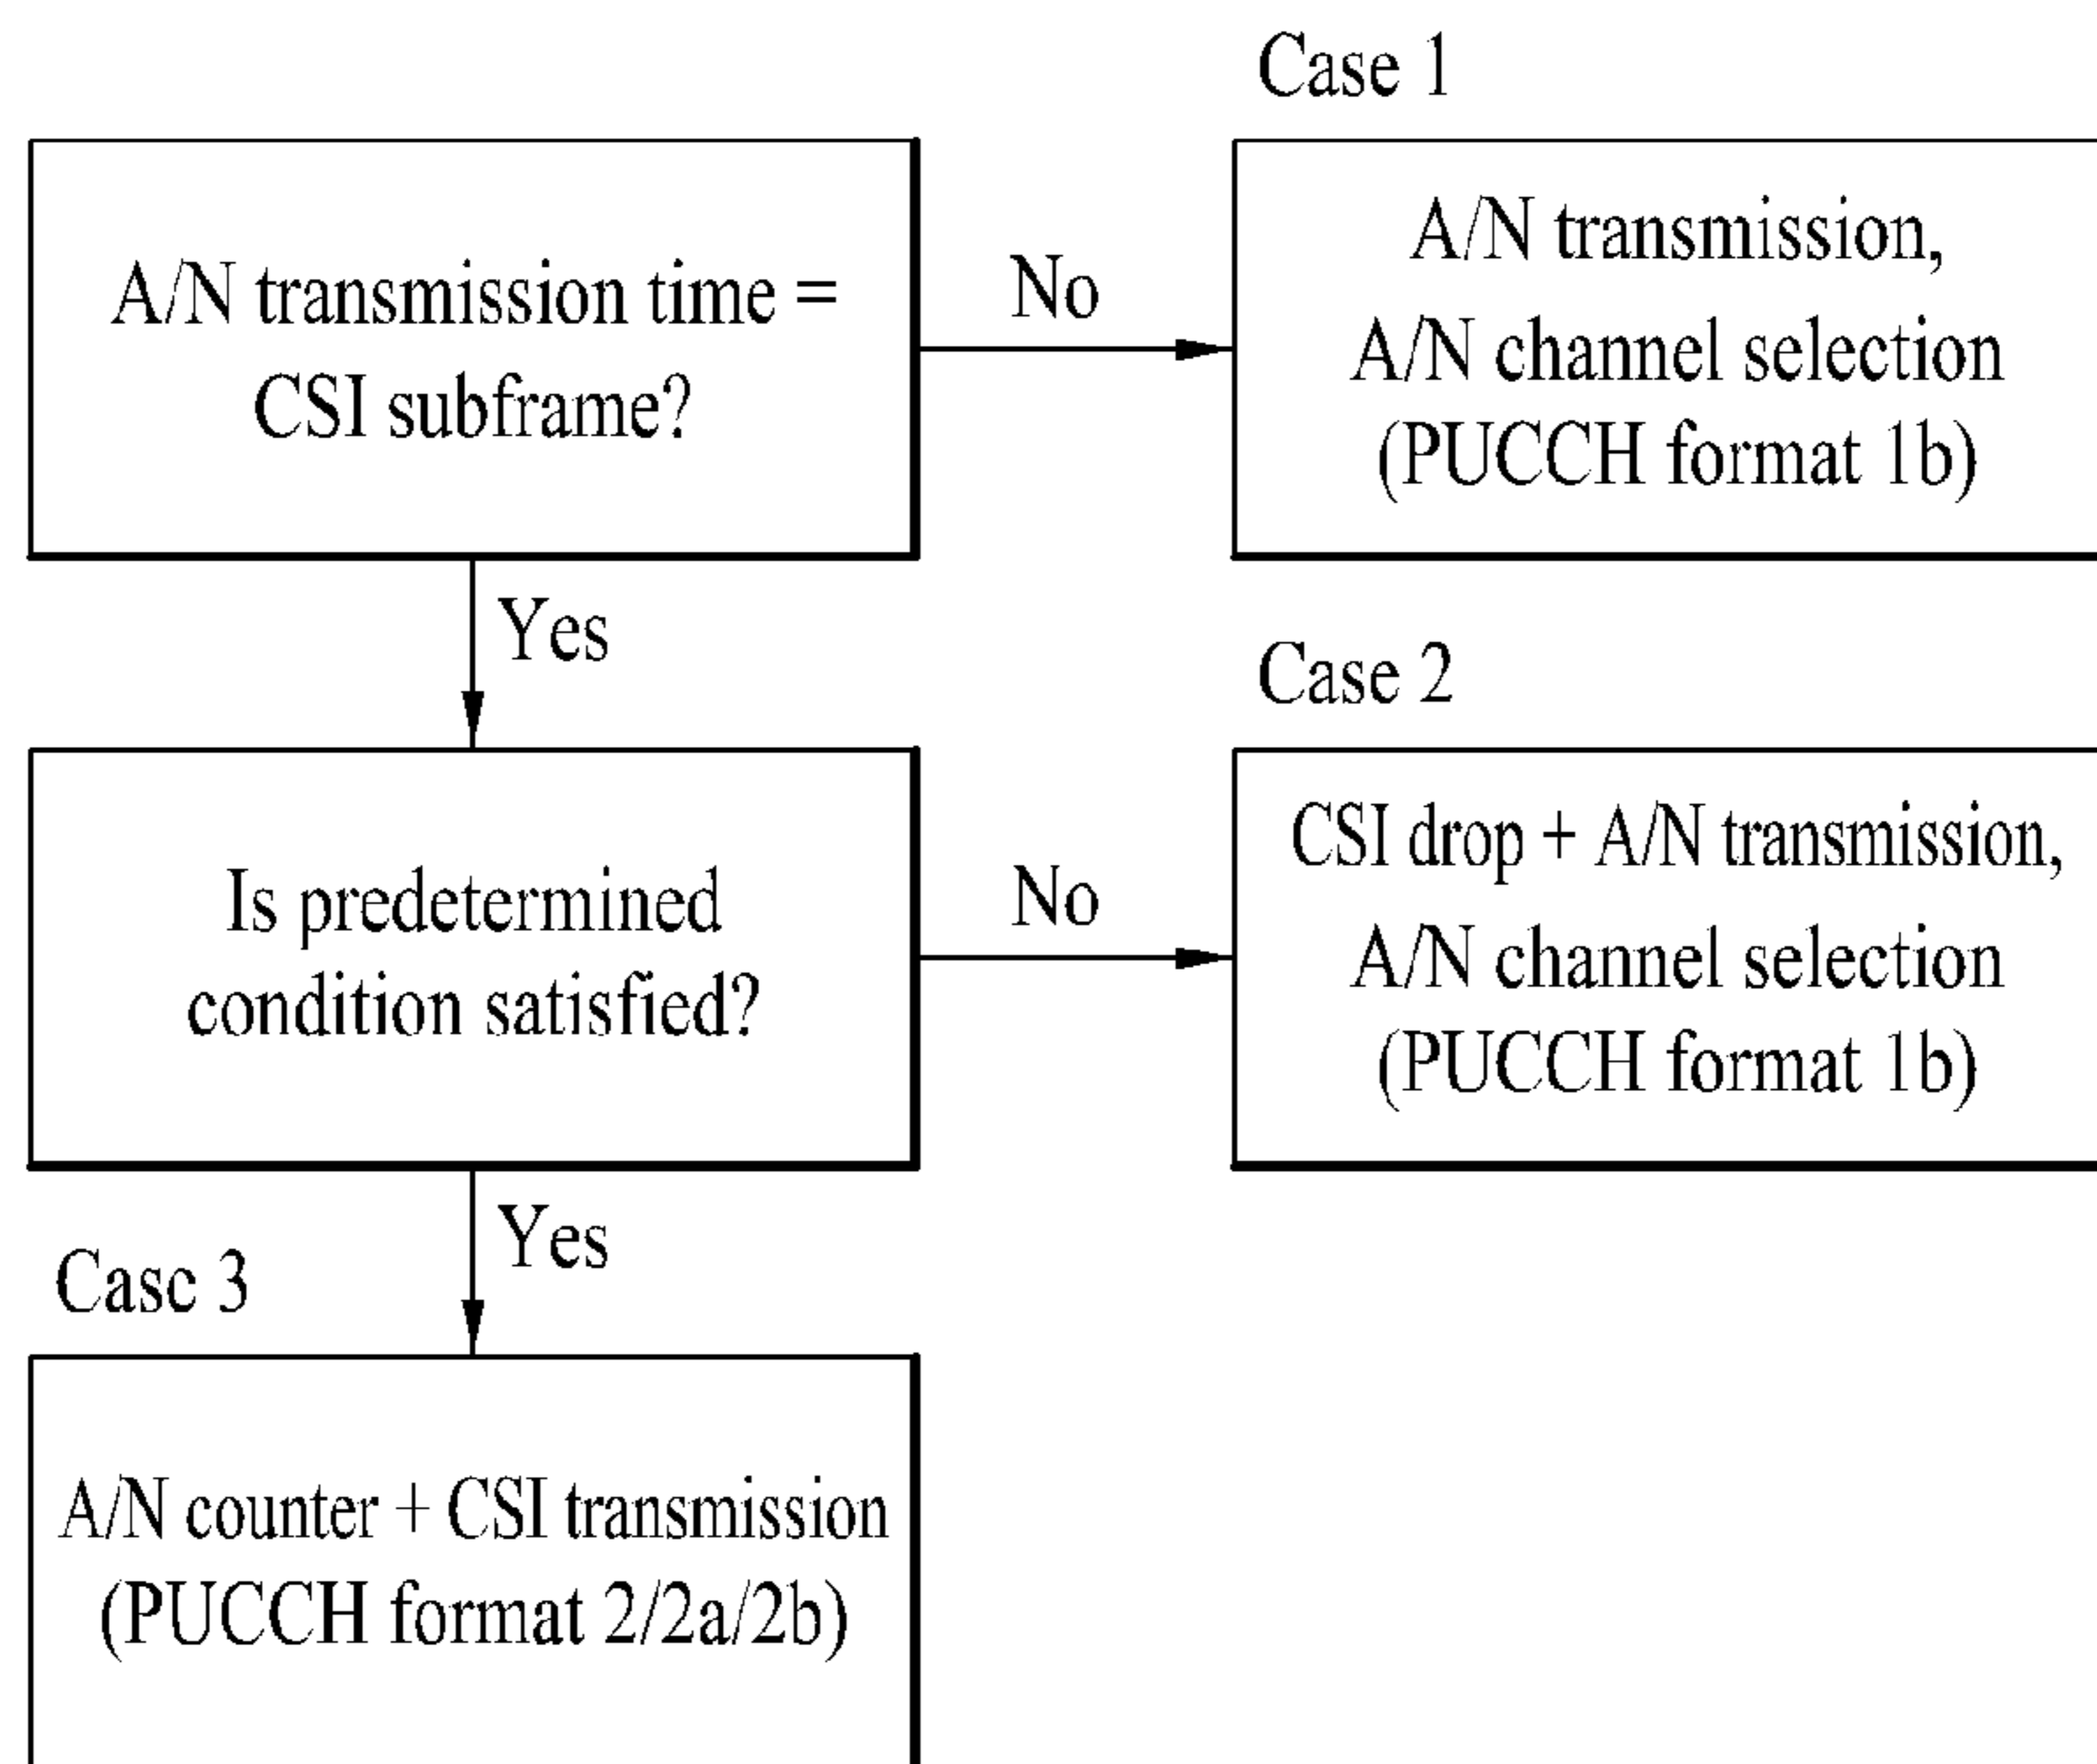 Case 1
A/N transmission time =
CSI subframe?
No
A/N transmission,
A/N channel selection
(PUCCH format 1b)
Yes
Case 2
Is predetermined
condition satisfied?
No
CSI drop + A/N transmission,
A/N channel selection
(PUCCH format 1b)
Yes
Case 3
A/N counter + CSI transmission
(PUCCH format 2/2a/2b)